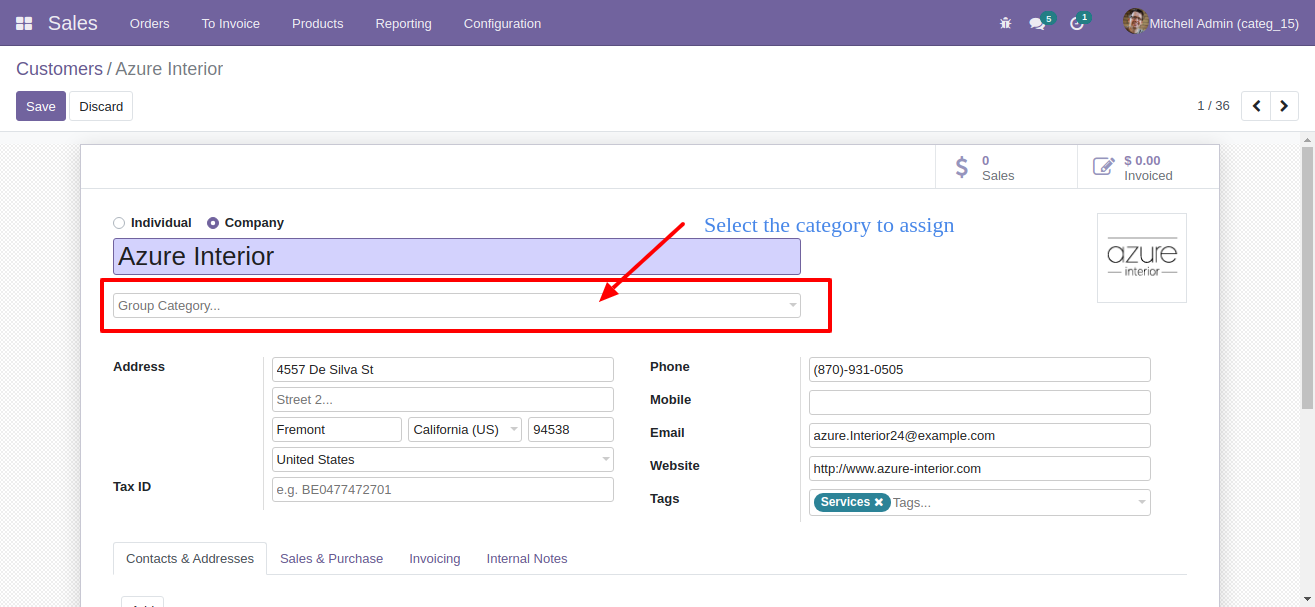 Sales Orders To Invoice Products Reporting Configuration 5 1 Mitchell Admin (categ_15)
Customers / Azure Interior
Save Discard 1 / 36
0 $ 0.00
Sales Invoiced
Individual Company Select the category to assign
Azure Interior
azure
interior
Group Category...
Address 4557 De Silva St Phone (870)-931-0505
Street 2... Mobile
Fremont California (US) 94538 Email azure.Interior24@example.com
United States Website http://www.azure-interior.com
Tax ID e.g. BE0477472701 Tags Services Tags...
Contacts & Addresses Sales & Purchase Invoicing Internal Notes